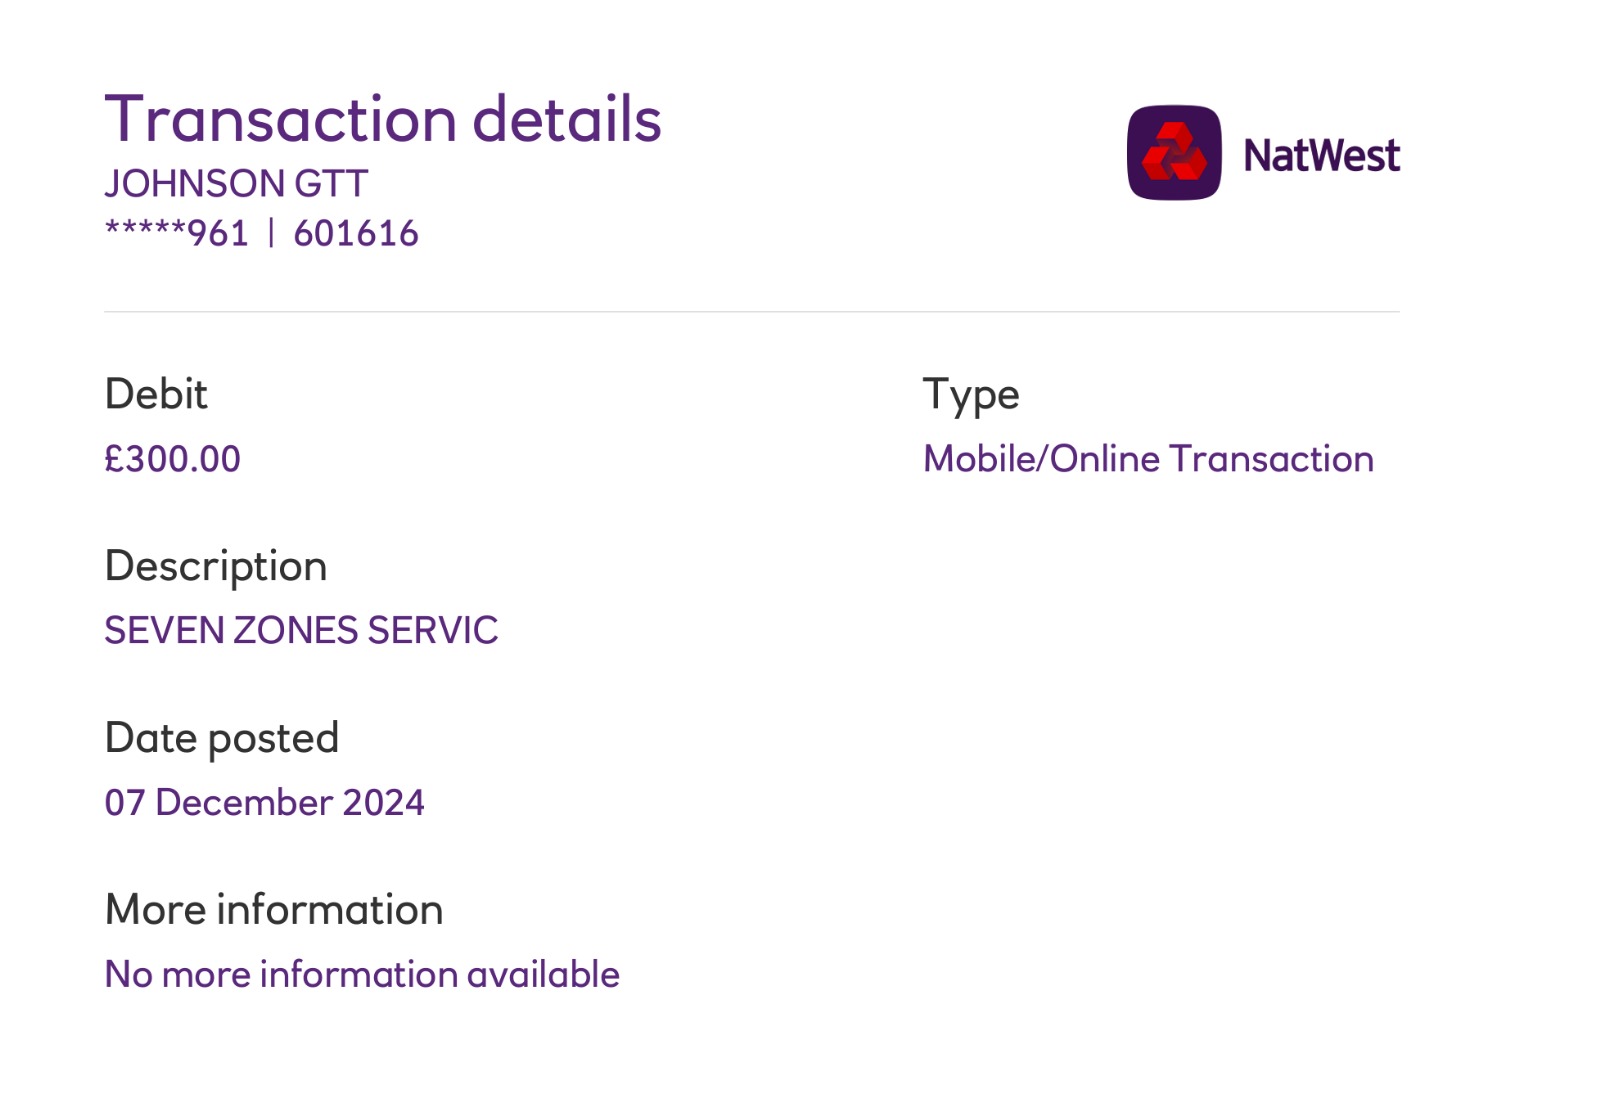 Transaction details
JOHNSON GTT
*****961 | 601616
NatWest
Debit
£300.00
Type
Mobile/Online Transaction
Description
SEVEN ZONES SERVIC
Date posted
07 December 2024
More information
No more information available